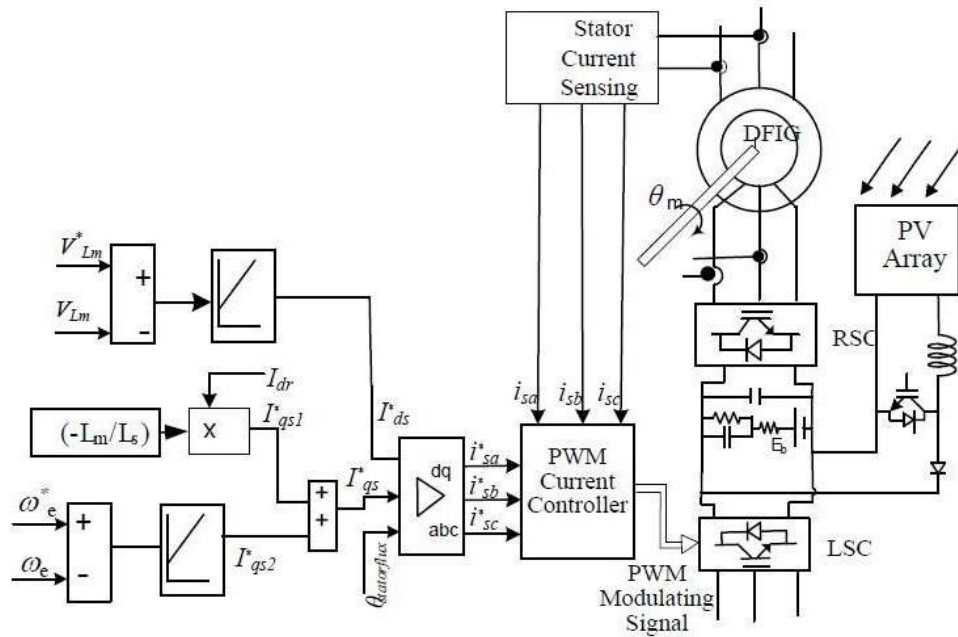 Stator
Current
Sensing
DFIG
θm
PV
Array
V*Lm
+
VLm
-
RSC
Idr
isa
isb
isc
I*ds
(-Lm/Ls)
X
I*qs1
Eb
dq
i*sa
PWM
Current
Controller
I*qs
i*sb
abc
i*sc
+
+
ω*e
+
ωe
-
I*qs2
θstatorflux
LSC
PWM
Modulating
Signal